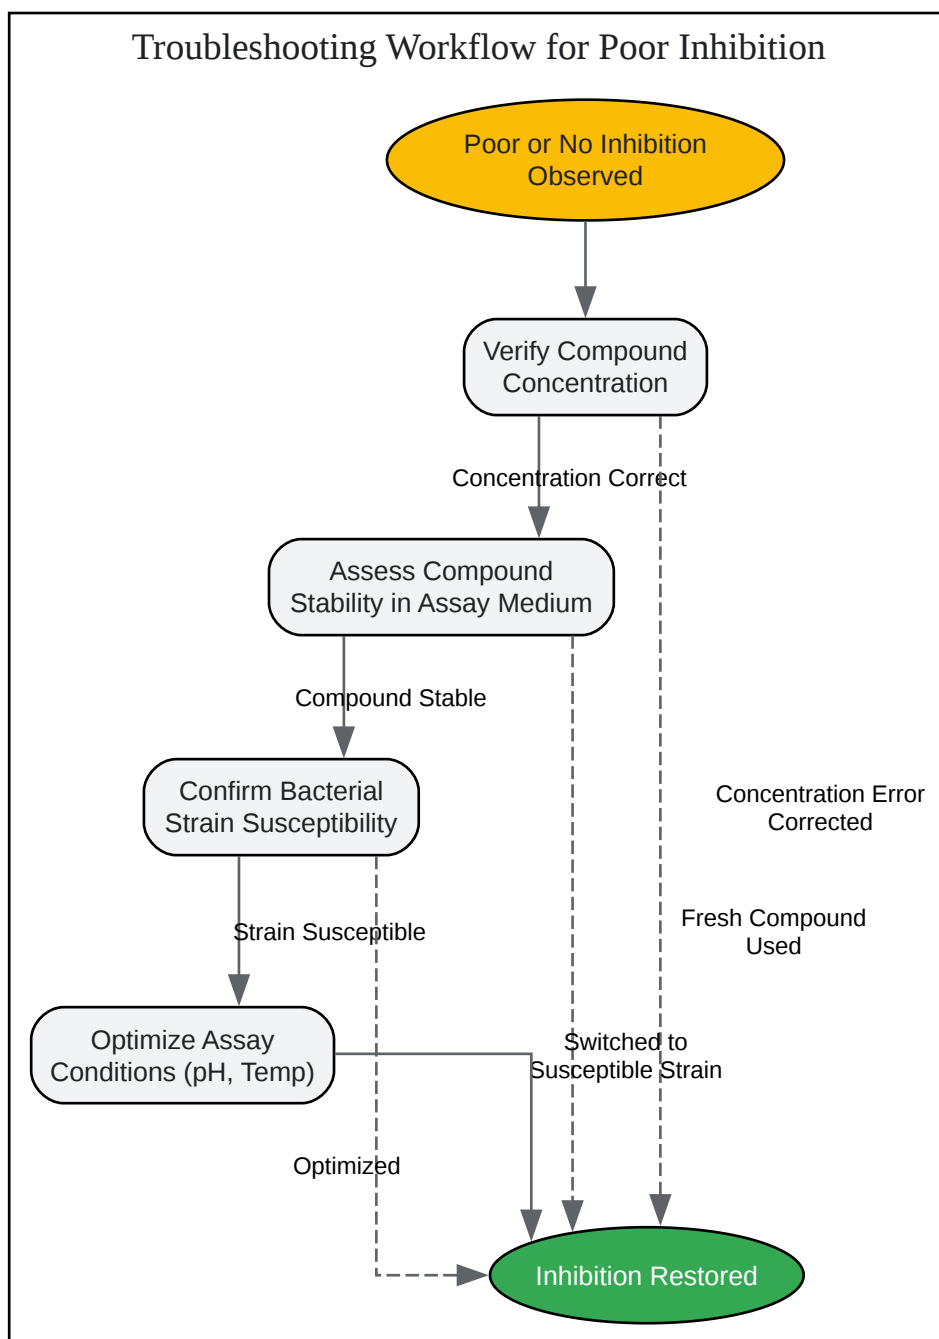 Troubleshooting Workflow for Poor Inhibition
Poor or No Inhibition
Observed
Verify Compound
Concentration
Concentration Correct
Assess Compound
Stability in Assay Medium
Compound Stable
Confirm Bacterial
Strain Susceptibility
Concentration Error
Corrected
Strain Susceptible
Fresh Compound
Used
Optimize Assay
Conditions (pH, Temp)
Switched to
Susceptible Strain
Optimized
Inhibition Restored